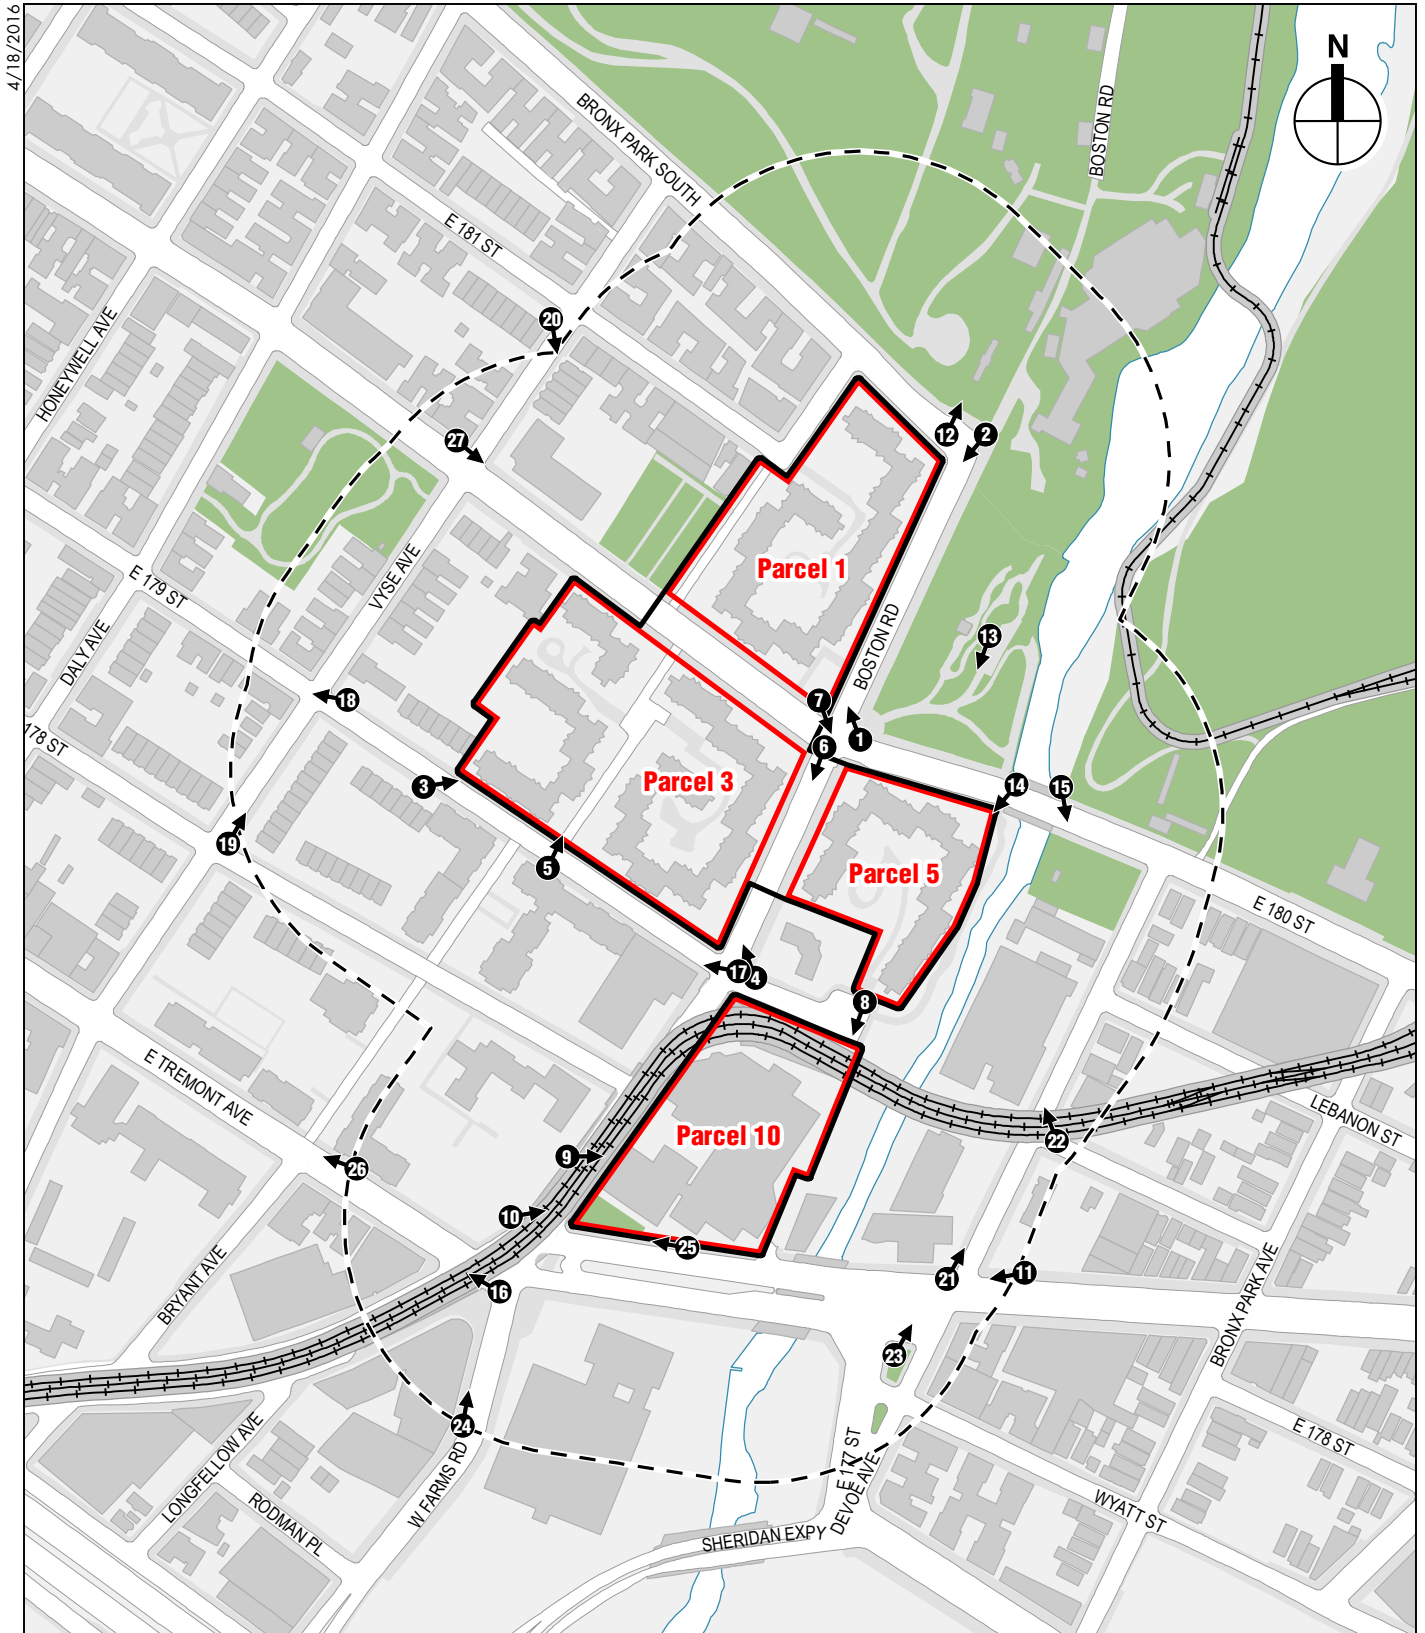 4/18/2016
N
BRONX PARK SOUTH
BOSTON RD
E 181 ST
HONEYWELL AVE
20
27
12
2
Parcel 1
VYSE AVE
E 179 ST
DALY AVE
178 ST
BOSTON RD
13
18
7
1
6
Parcel 3
3
14
15
19
5
Parcel 5
E 180 ST
17
4
8
E TREMONT AVE
LEBANON ST
Parcel 10
22
9
26
10
25
21
11
16
BRYANT AVE
BRONX PARK AVE
23
24
LONGFELLOW AVE
W FARMS RD
E 177 ST
DEVOE AVE
E 178 ST
RODMAN PL
WYATT ST
SHERIDAN EXPY